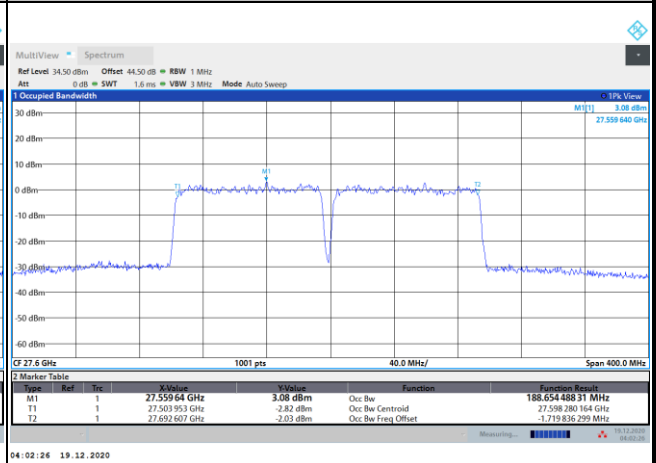 MultiView Spectrum
Ref Level 34.50 dBm Offset 44.50 dB RBW 1 MHz
Att 0 dB SWT 1.6 ms VBW 3 MHz Mode Auto Sweep
1 Occupied Bandwidth 1Pk View
M1[1] 3.08 dBm
27.559 640 GHz
30 dBm
20 dBm
10 dBm
M1
T1
T2
0 dBm
-10 dBm
-20 dBm
-30 dBm
-40 dBm
-50 dBm
-60 dBm
CF 27.6 GHz 1001 pts 40.0 MHz/ Span 400.0 MHz
2 Marker Table
Type Ref Trc X-Value Y-Value Function Function Result
M1 1 27.559 64 GHz 3.08 dBm Occ Bw 188.654 488 31 MHz
T1 1 27.503 953 GHz -2.82 dBm Occ Bw Centroid 27.598 280 164 GHz
T2 1 27.692 607 GHz -2.03 dBm Occ Bw Freq Offset -1.719 836 299 MHz
Measuring... 19.12.2020
04:02:26
04:02:26 19.12.2020